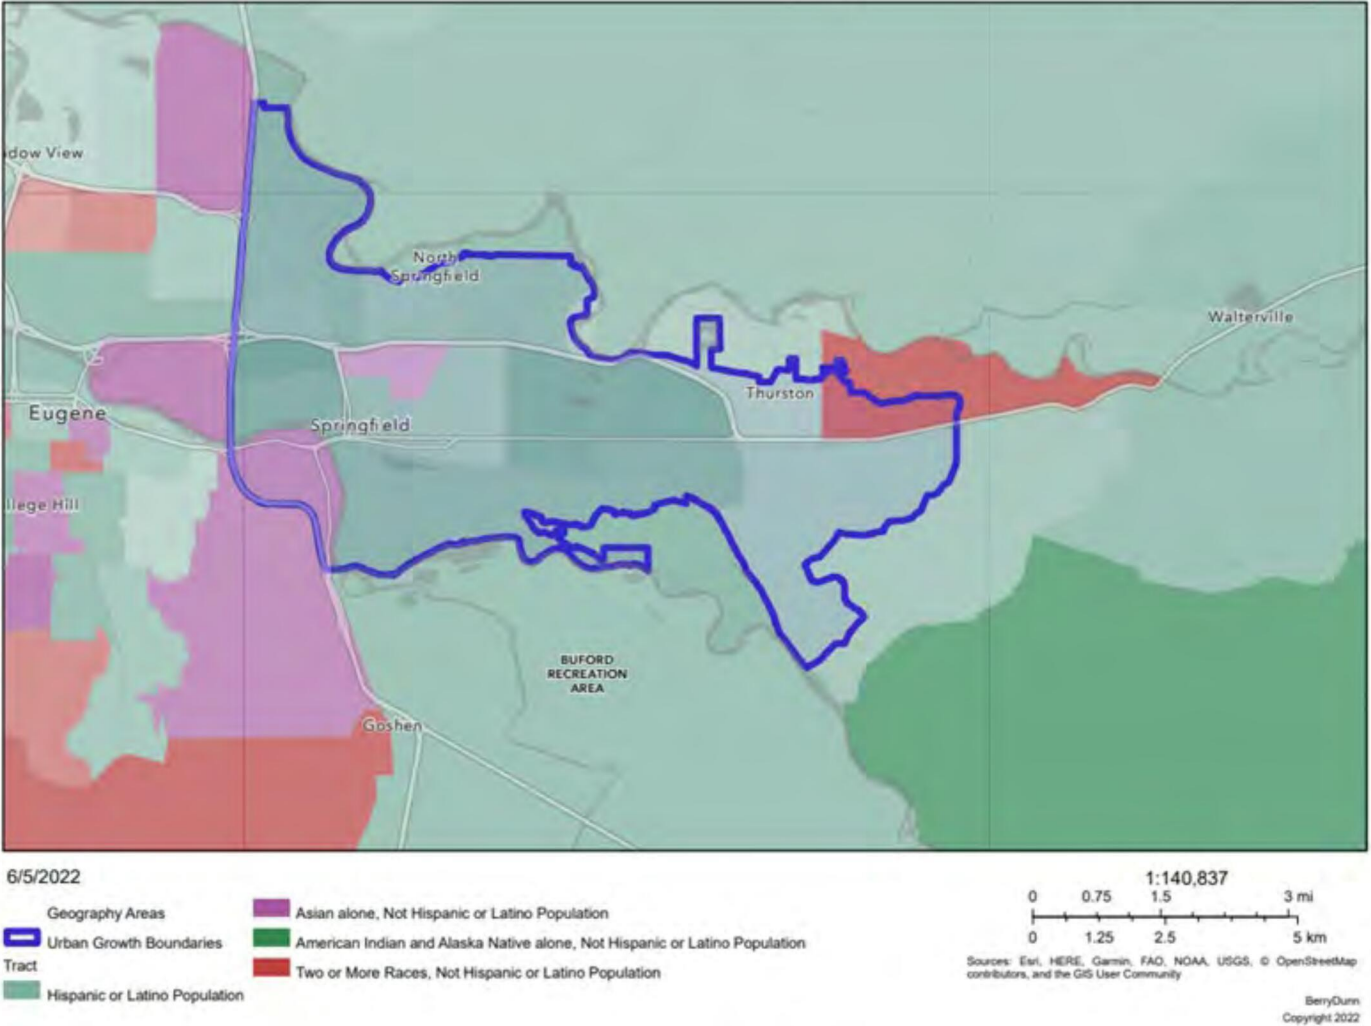 dow View
North
Springfield
Walterville
Thurston
Eugene
Springfield
llege Hill
BUFORD
RECREATION
AREA
Goshen
6/5/2022
Geography Areas
Urban Growth Boundaries
Tract
Hispanic or Latino Population
Asian alone, Not Hispanic or Latino Population
American Indian and Alaska Native alone, Not Hispanic or Latino Population
Two or More Races, Not Hispanic or Latino Population
1:140,837
0 0.75 1.5 3 mi
0 1.25 2.5 5 km
Sources: Esri, HERE, Garmin, FAO, NOAA, USGS, © OpenStreetMap
contributors, and the GIS User Community
BerryDunn
Copyright 2022